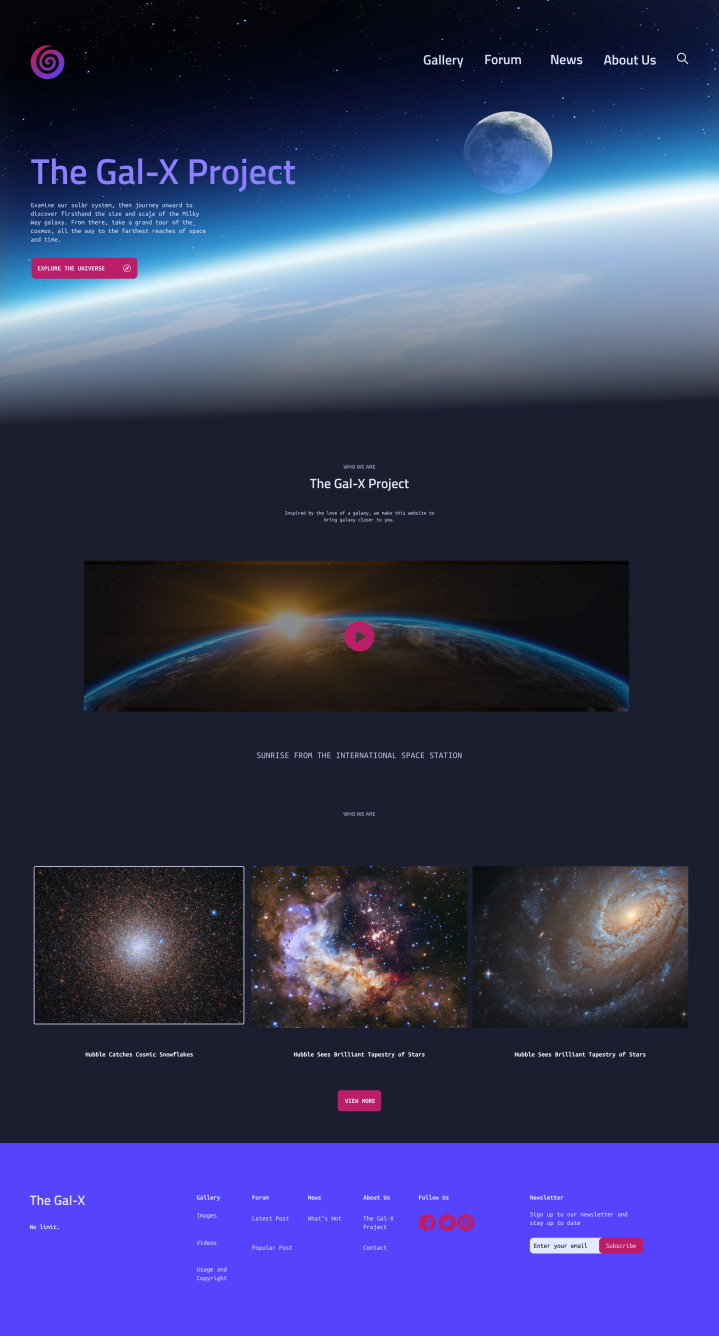 Gallery Forum News About Us
The Gal-X Project
Examine our solar system, then journey onward to
discover firsthand the size and scale of the Milky
Way galaxy. From there, take a grand tour of the
cosmos, all the way to the farthest reaches of space
and time.
EXPLORE THE UNIVERSE
WHO WE ARE
The Gal-X Project
Inspired by the love of a galaxy, we make this website to
bring galaxy closer to you.
SUNRISE FROM THE INTERNATIONAL SPACE STATION
WHO WE ARE
Hubble Catches Cosmic Snowflakes
Hubble Sees Brilliant Tapestry of Stars
Hubble Sees Brilliant Tapestry of Stars
VIEW MORE
The Gal-X
No limit.
Gallery
Images
Videos
Usage and
Copyright
Forum
Latest Post
Popular Post
News
What's Hot
About Us
The Gal-X
Project
Contact
Follow Us
Newsletter
Sign up to our newsletter and
stay up to date
Enter your email
Subscribe